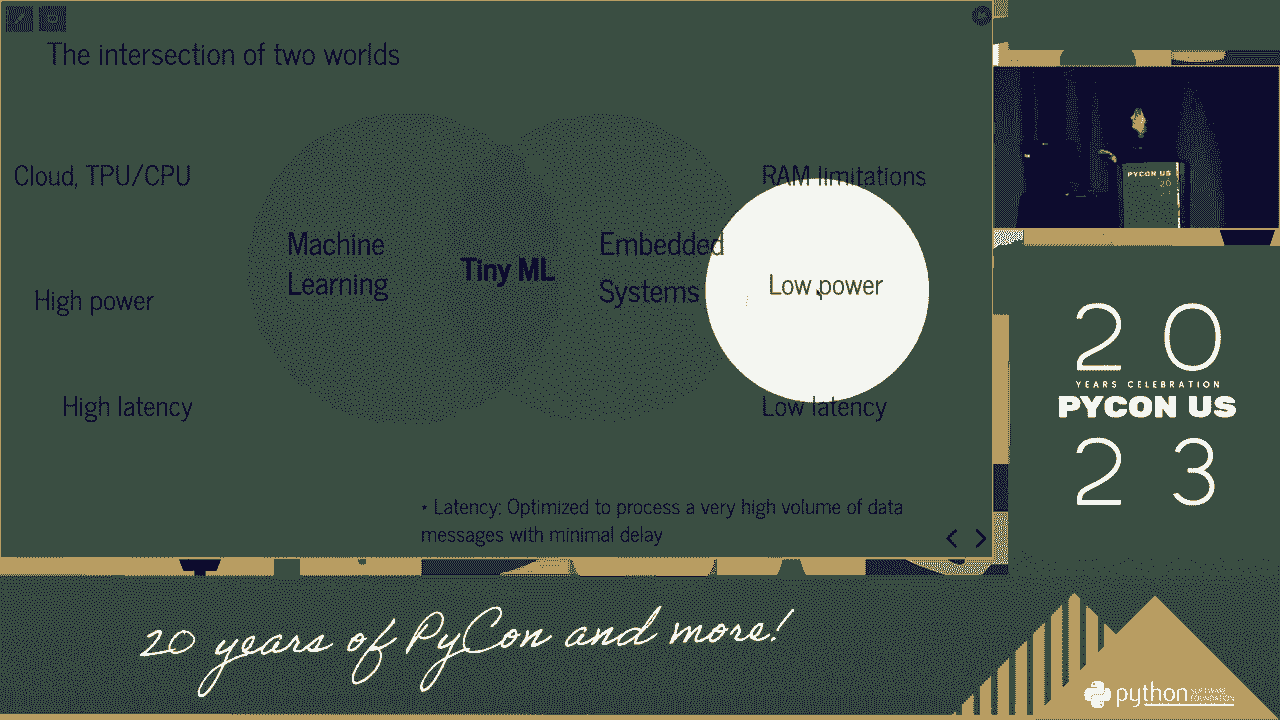 The intersection of two worlds
Cloud, TPU/CPU
RAM limitations
Machine
Learning
Tiny ML
Embedded
Systems
High power
Low power
High latency
Low latency
* Latency: Optimized to process a very high volume of data
messages with minimal delay
PYCON US
20
20
YEARS CELEBRATION
PYCON US
23
20 years of PyCon and more!
python SOFTWARE
FOUNDATION